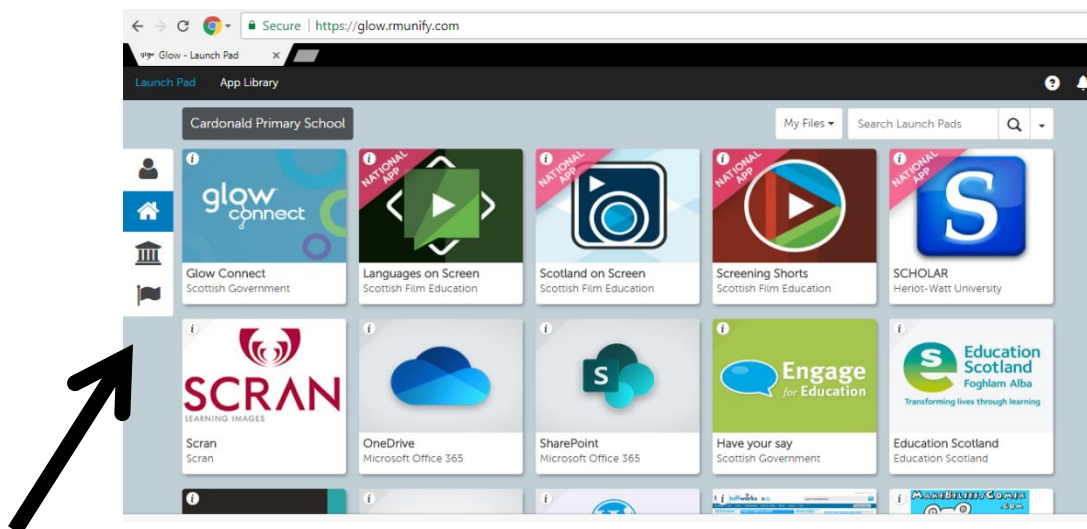 Secure | https://glow.rmunify.com
glow Glow - Launch Pad
Launch Pad App Library
Cardonald Primary School My Files Search Launch Pads
NATIONAL APP NATIONAL APP NATIONAL APP NATIONAL APP
glow connect
S
Glow Connect Languages on Screen Scotland on Screen Screening Shorts SCHOLAR
Scottish Government Scottish Film Education Scottish Film Education Scottish Film Education Heriot-Watt University
SCRAN
LEARNING IMAGES
S
Engage
for Education
Education
Scotland
Foghlam Alba
Transforming lives through learning
Scran OneDrive SharePoint Have your say Education Scotland
Scran Microsoft Office 365 Microsoft Office 365 Scottish Government Education Scotland
MAKEBELIEFSCOMIX
.COM